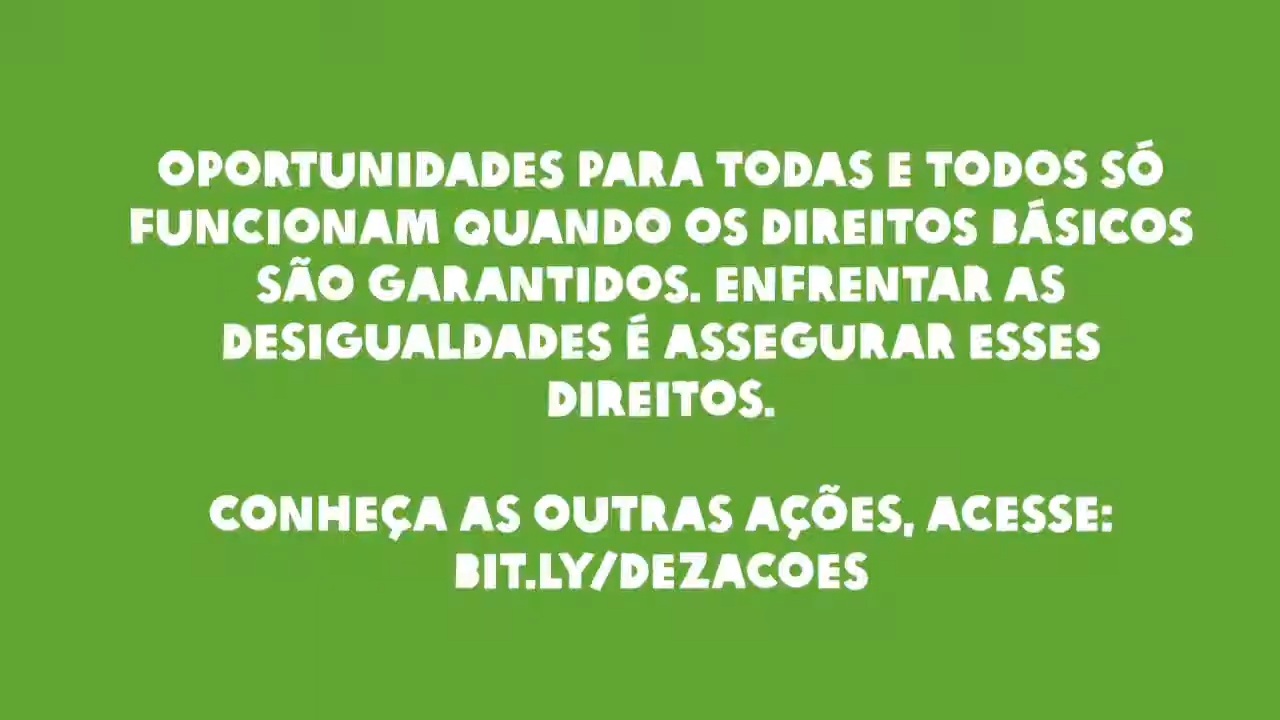 OPORTUNIDADES PARA TODAS E TODOS SÓ
FUNCIONAM QUANDO OS DIREITOS BÁSICOS
SÃO GARANTIDOS. ENFRENTAR AS
DESIGUALDADES É ASSEGURAR ESSES
DIREITOS.
CONHEÇA AS OUTRAS AÇÕES, ACESSE:
BIT.LY/DEZACOES